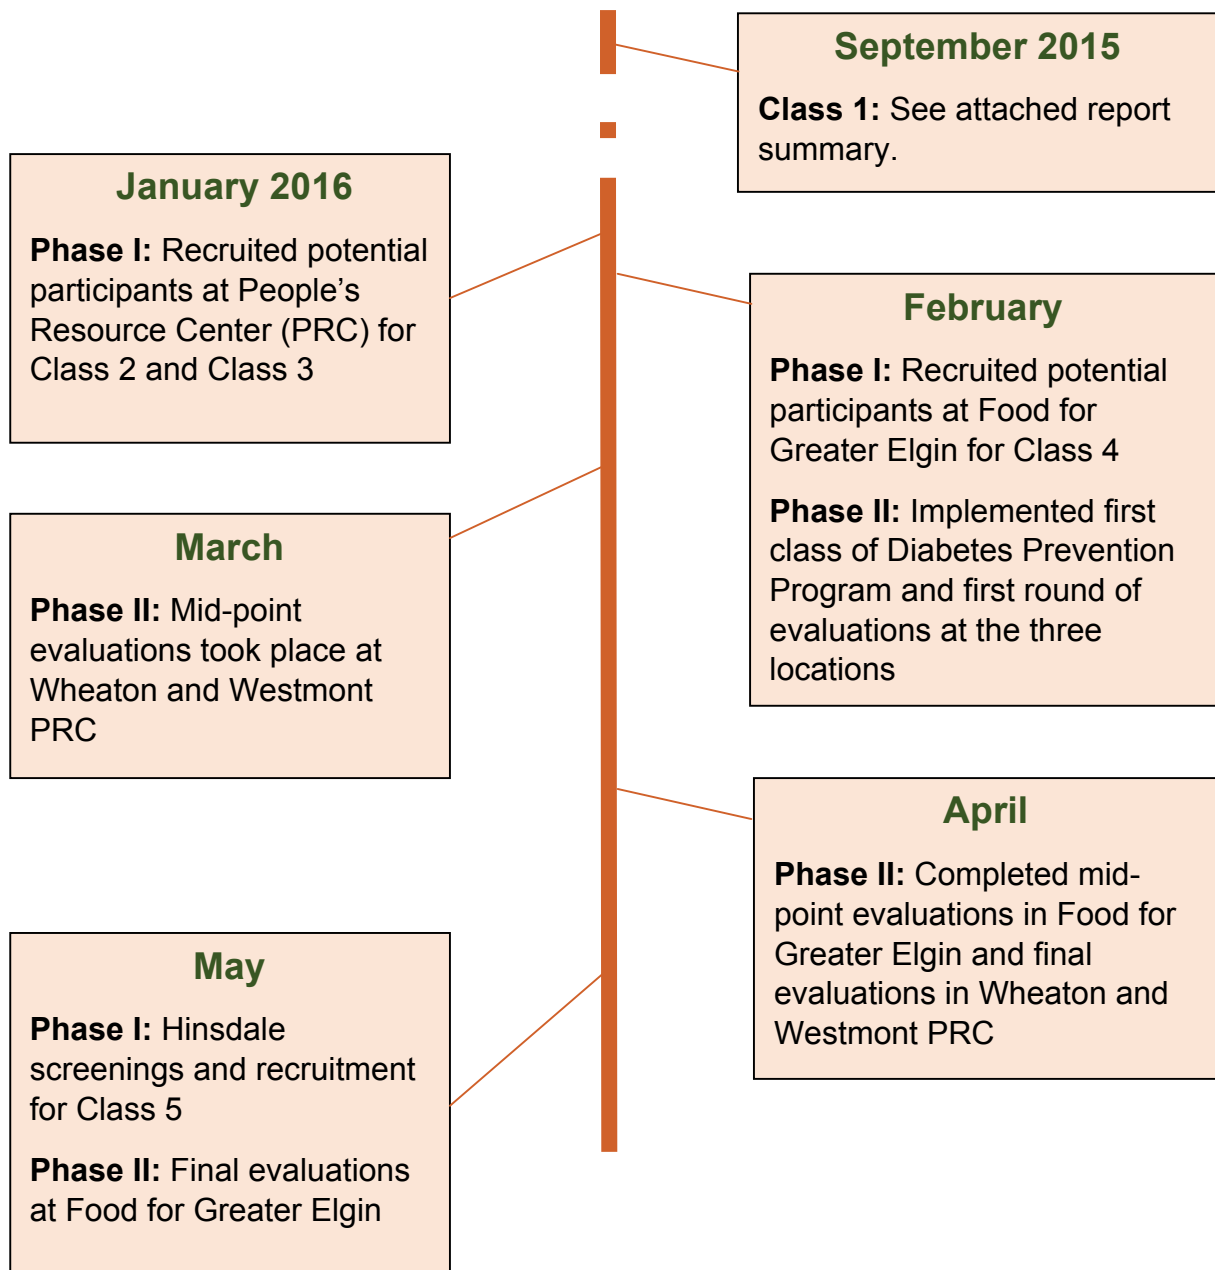 September 2015
Class 1: See attached report
summary.
January 2016
Phase I: Recruited potential
participants at People’s
Resource Center (PRC) for
Class 2 and Class 3
February
Phase I: Recruited potential
participants at Food for
Greater Elgin for Class 4
Phase II: Implemented first
class of Diabetes Prevention
Program and first round of
evaluations at the three
locations
March
Phase II: Mid-point
evaluations took place at
Wheaton and Westmont
PRC
April
Phase II: Completed mid-
point evaluations in Food for
Greater Elgin and final
evaluations in Wheaton and
Westmont PRC
May
Phase I: Hinsdale
screenings and recruitment
for Class 5
Phase II: Final evaluations
at Food for Greater Elgin